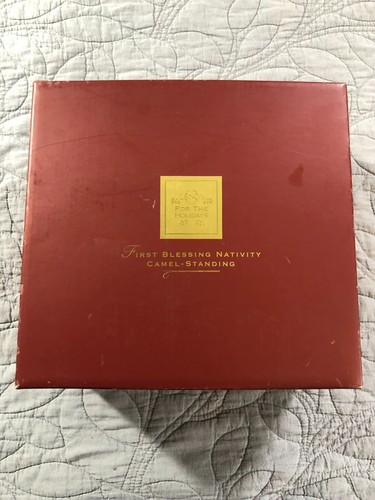 FOR THE
HOLIDAYS
FIRST BLESSING NATIVITY
CAMEL-STANDING